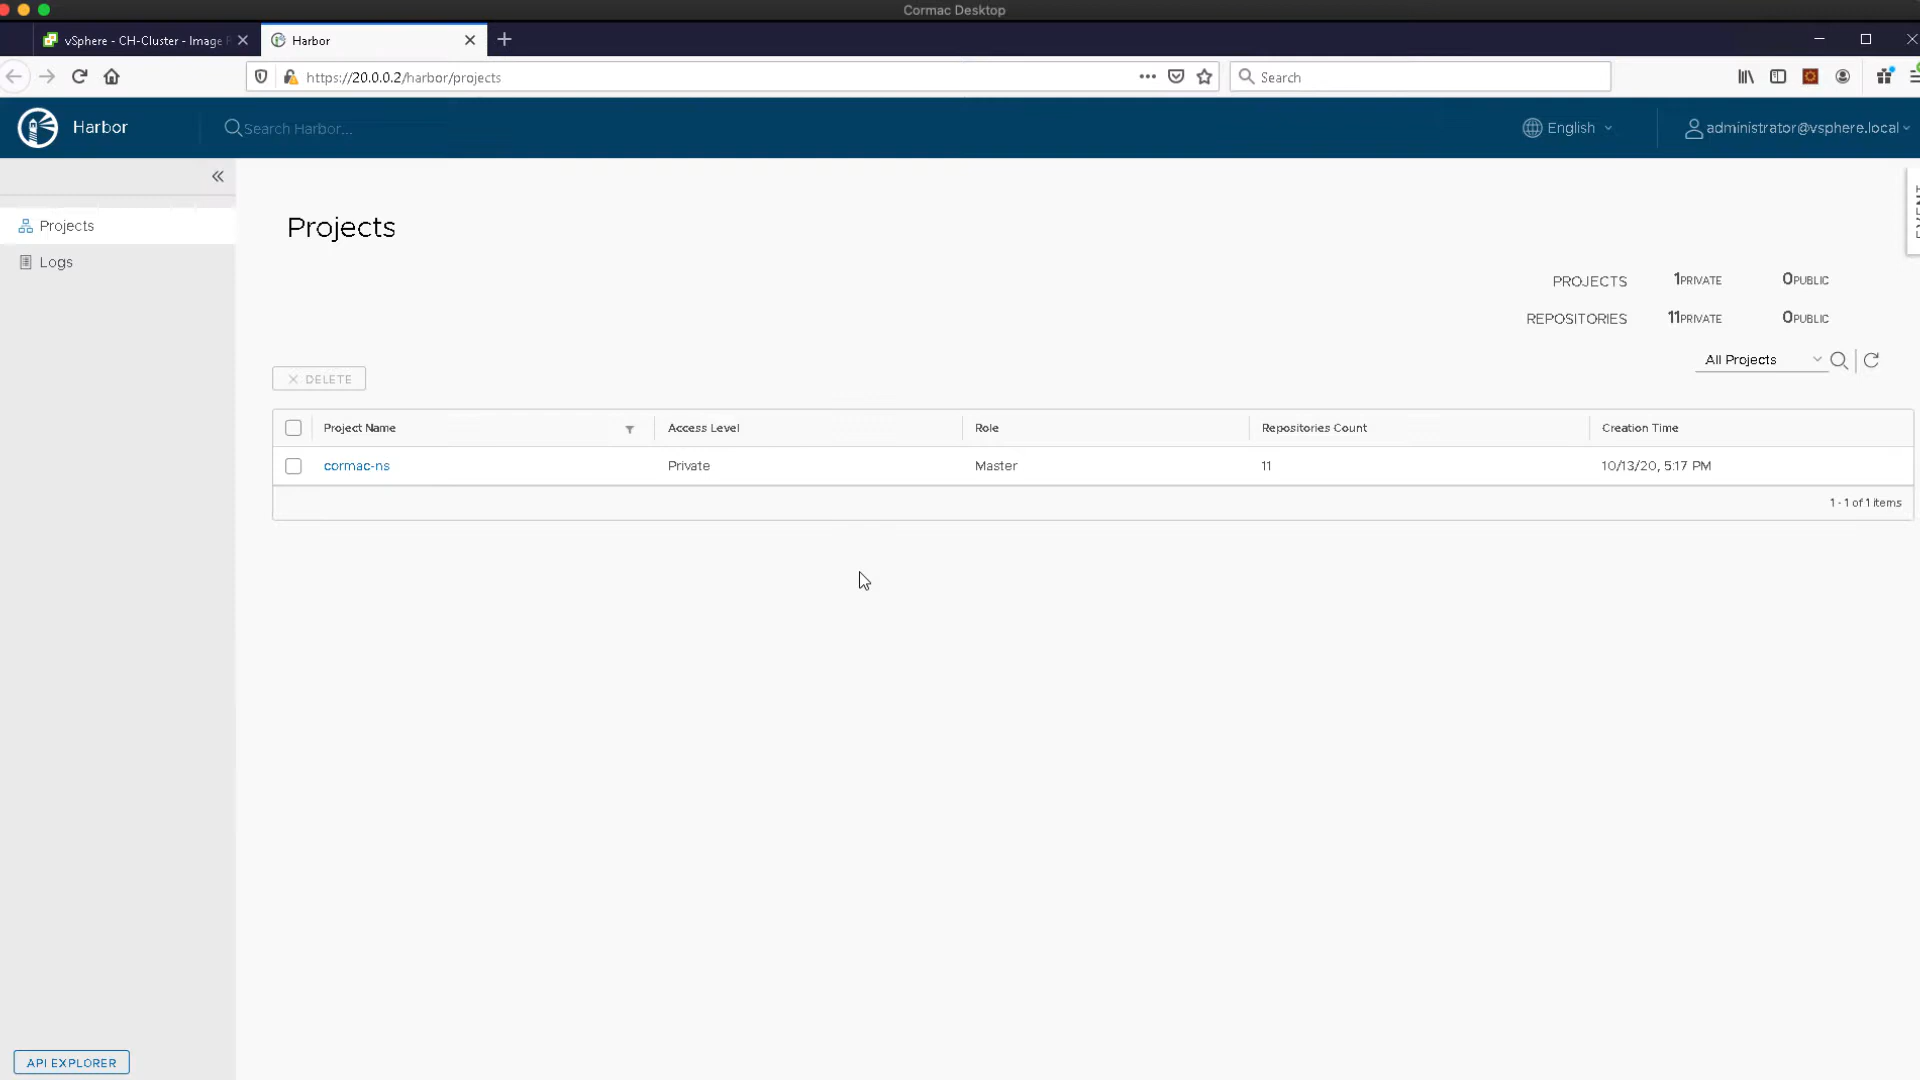 Cormac Desktop
vSphere - CH-Cluster - Image
Harbor
https://20.0.0.2/harbor/projects
Search
Harbor
Search Harbor...
English
administrator@vsphere.local
Projects
Logs
Projects
PROJECTS 1PRIVATE 0PUBLIC
REPOSITORIES 11PRIVATE 0PUBLIC
All Projects
DELETE
Project Name Access Level Role Repositories Count Creation Time
cormac-ns Private Master 11 10/13/20, 5:17 PM
1 - 1 of 1 items
API EXPLORER